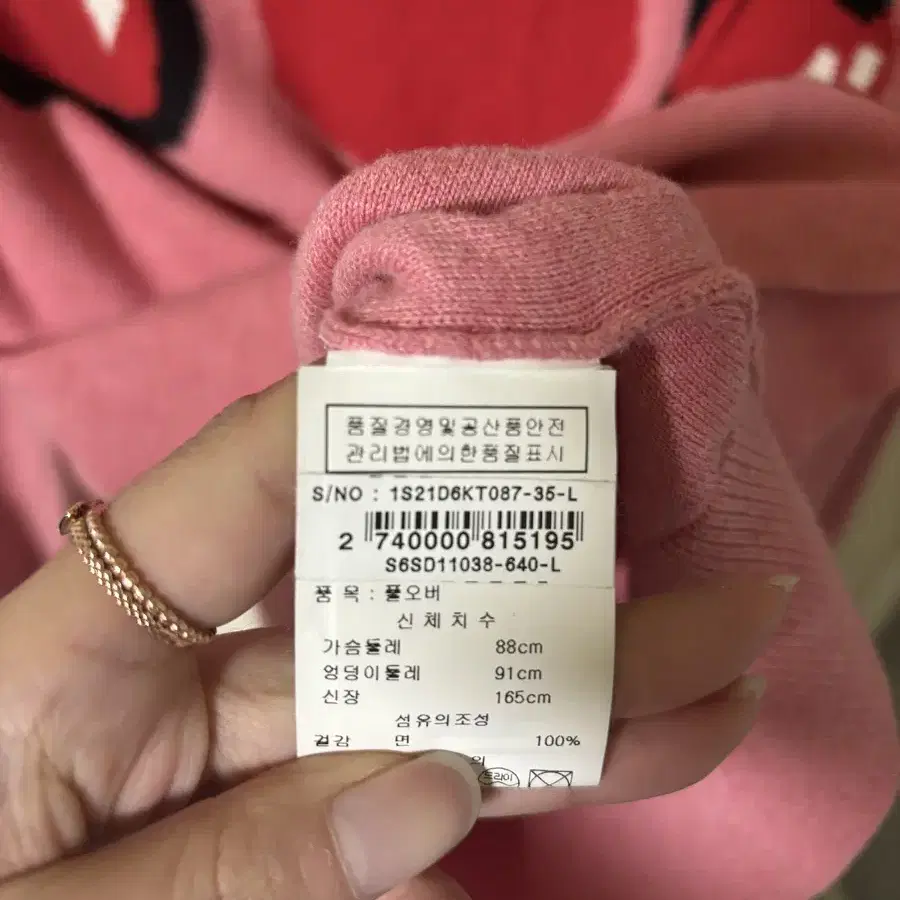 품질경영및공산품안전
관리법에의한품질표시
S/NO : 1S21D6KT087-35-L
2 740000 815195
S6SD11038-640-L
품 목 : 풀오버
신체치수
가슴둘레 88cm
엉덩이둘레 91cm
신장 165cm
섬유의조성
겉감 면 100%
드라이